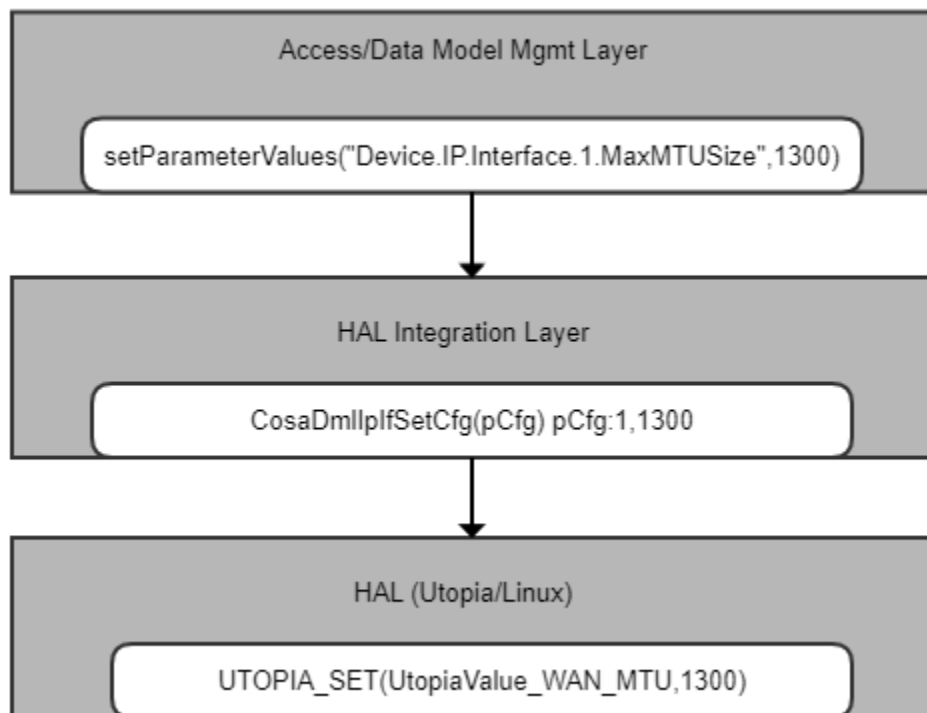 Access/Data Model Mgmt Layer
setParameterValues("Device.IP.Interface.1.MaxMTUSize",1300)
HAL Integration Layer
CosaDmlIpIfSetCfg(pCfg) pCfg:1,1300
HAL (Utopia/Linux)
UTOPIA_SET(UtopiaValue_WAN_MTU,1300)